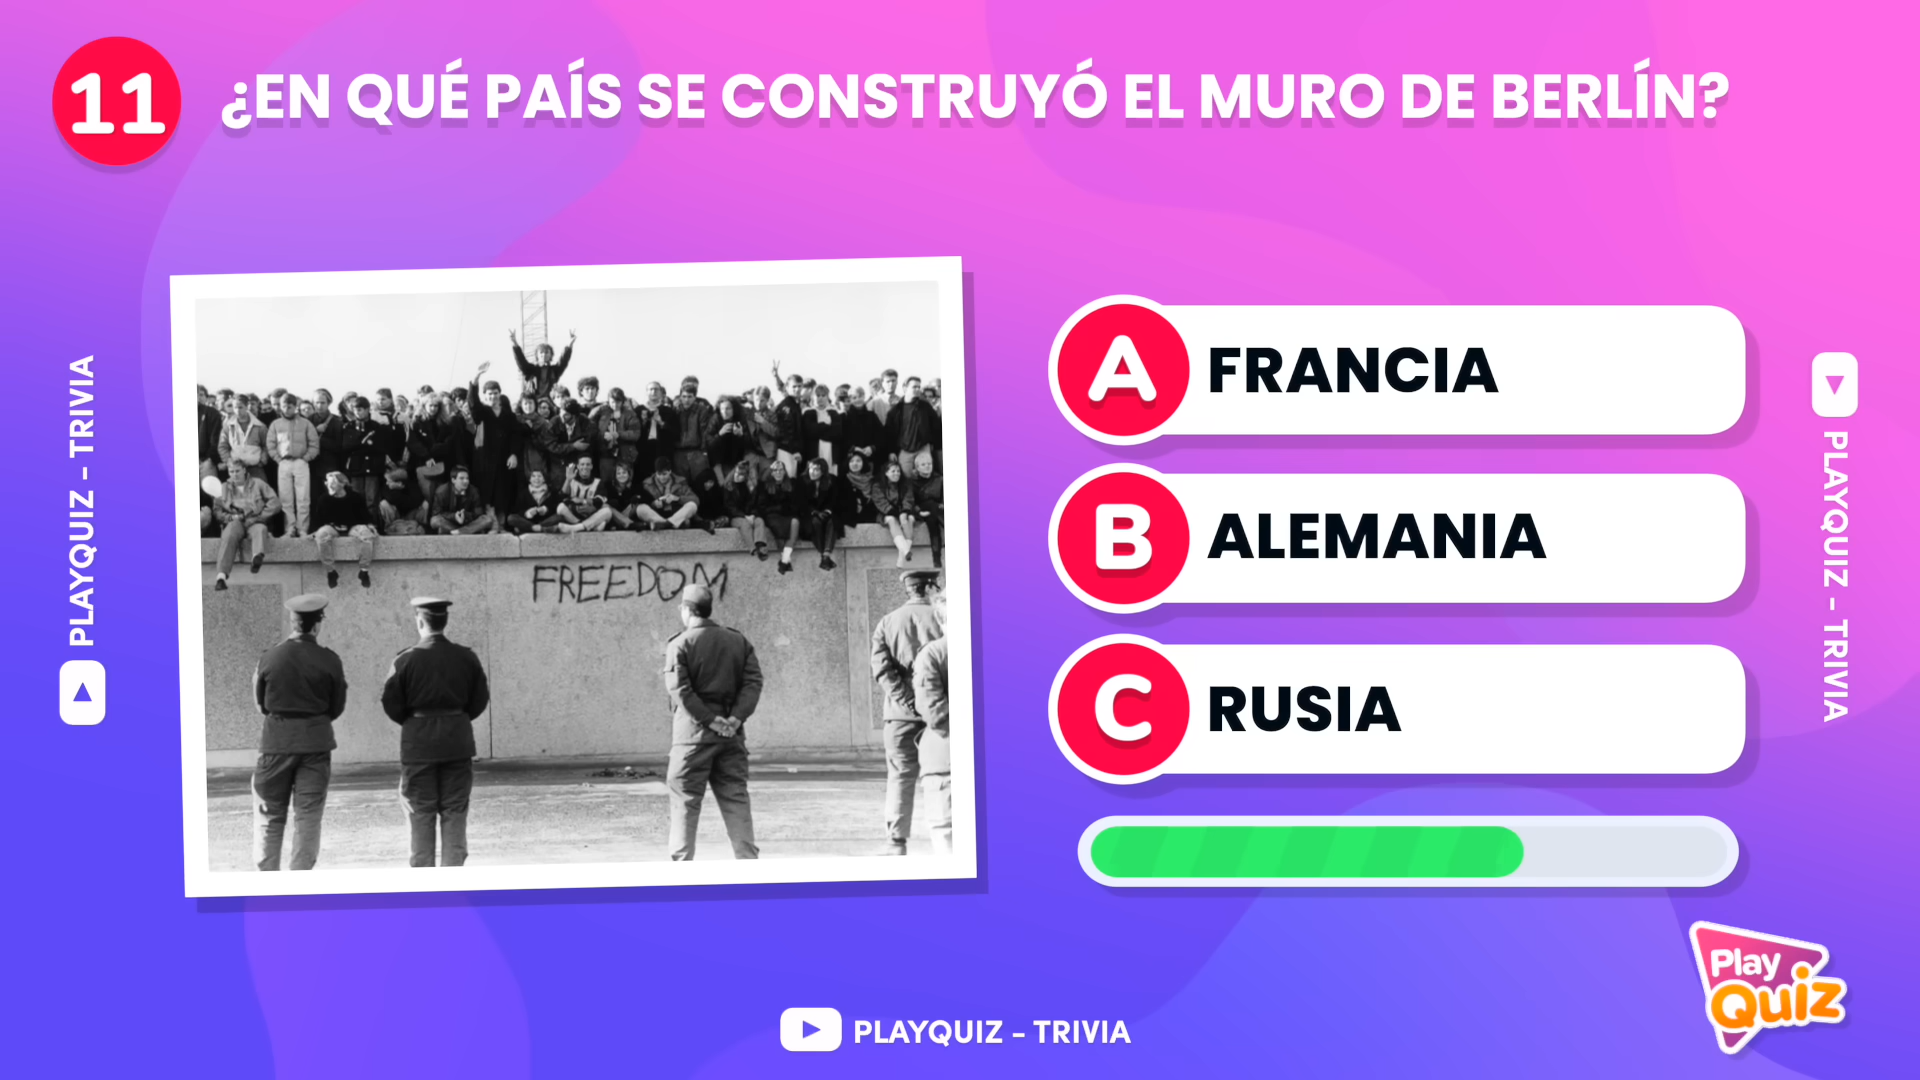 11
¿EN QUÉ PAÍS SE CONSTRUYÓ EL MURO DE BERLÍN?
PLAYQUIZ - TRIVIA
FREEDOM
A
FRANCIA
B
ALEMANIA
C
RUSIA
PLAYQUIZ - TRIVIA
Play
Quiz
PLAYQUIZ - TRIVIA